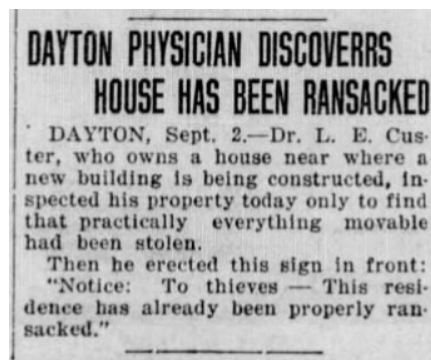 DAYTON PHYSICIAN DISCOVERRS
HOUSE HAS BEEN RANSACKED
DAYTON, Sept. 2.—Dr. L. E. Cus-
ter, who owns a house near where a
new building is being constructed, in-
spected his property today only to find
that practically everything movable
had been stolen.
Then he erected this sign in front:
"Notice: To thieves — This resi-
dence has already been properly ran-
sacked."